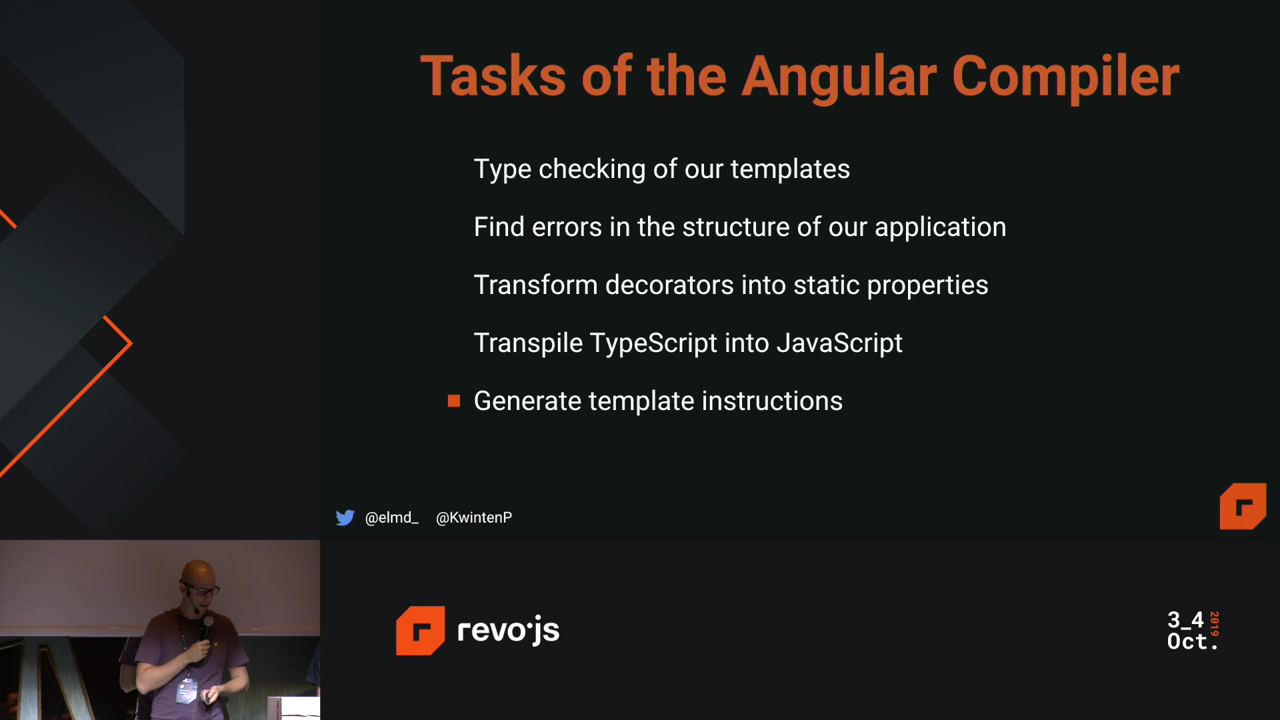 Tasks of the Angular Compiler
Type checking of our templates
Find errors in the structure of our application
Transform decorators into static properties
Transpile TypeScript into JavaScript
Generate template instructions
@elmd_ @KwintenP
r
r revo·js
3_4 2019
Oct.